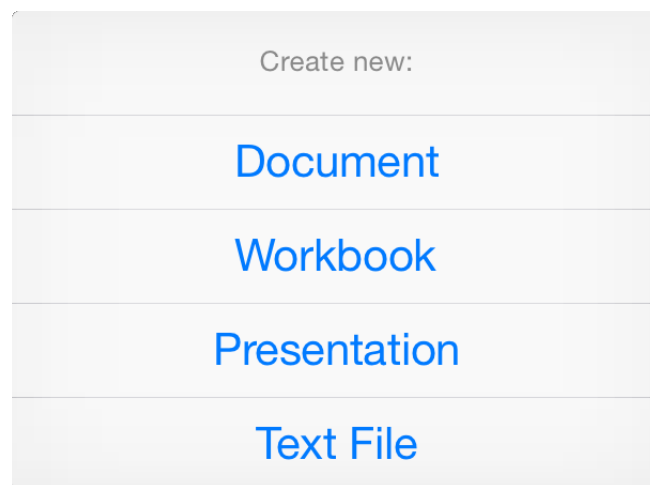 Create new:
Document
Workbook
Presentation
Text File